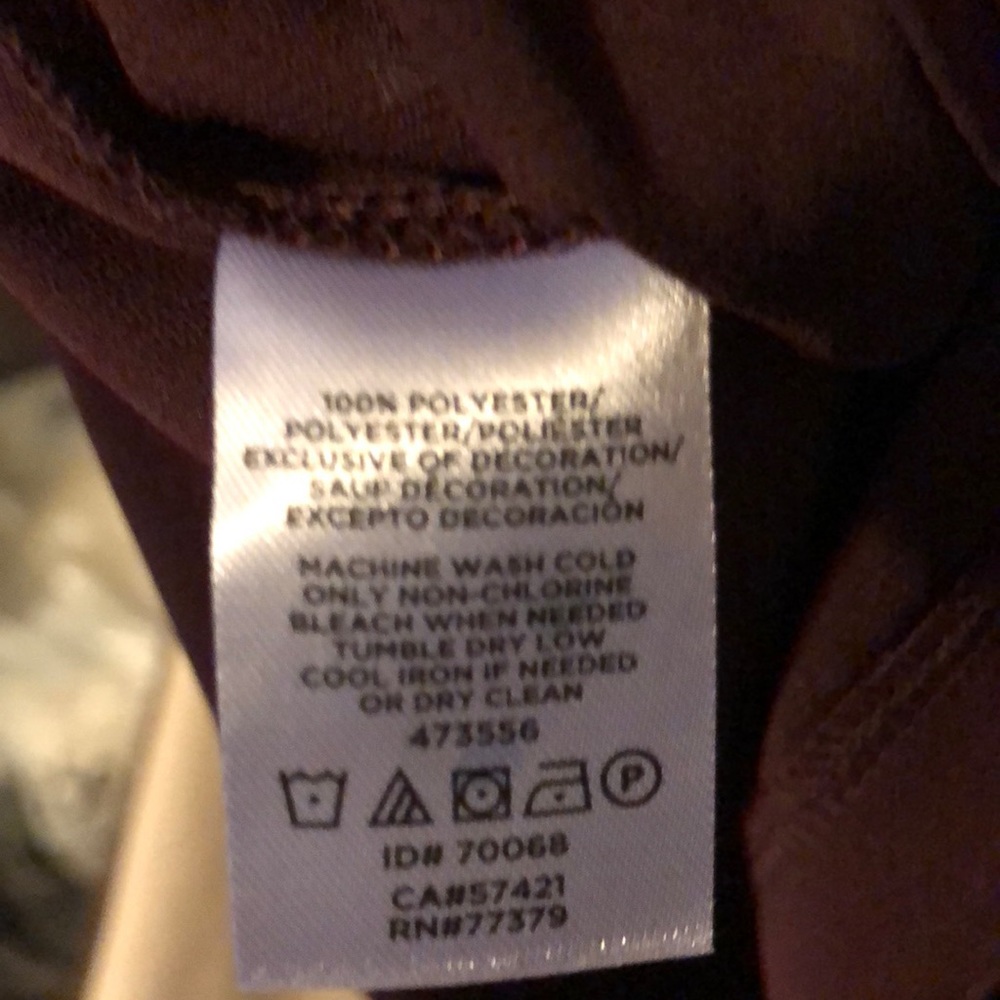 100% POLYESTER/
POLYESTER/POLIESTER
EXCLUSIVE OF DECORATION/
SAUF DÉCORATION/
EXCEPTO DECORACIÓN
MACHINE WASH COLD
ONLY NON-CHLORINE
BLEACH WHEN NEEDED
TUMBLE DRY LOW
COOL IRON IF NEEDED
OR DRY CLEAN
473556
P
ID# 70068
CA#57421
RN#77379